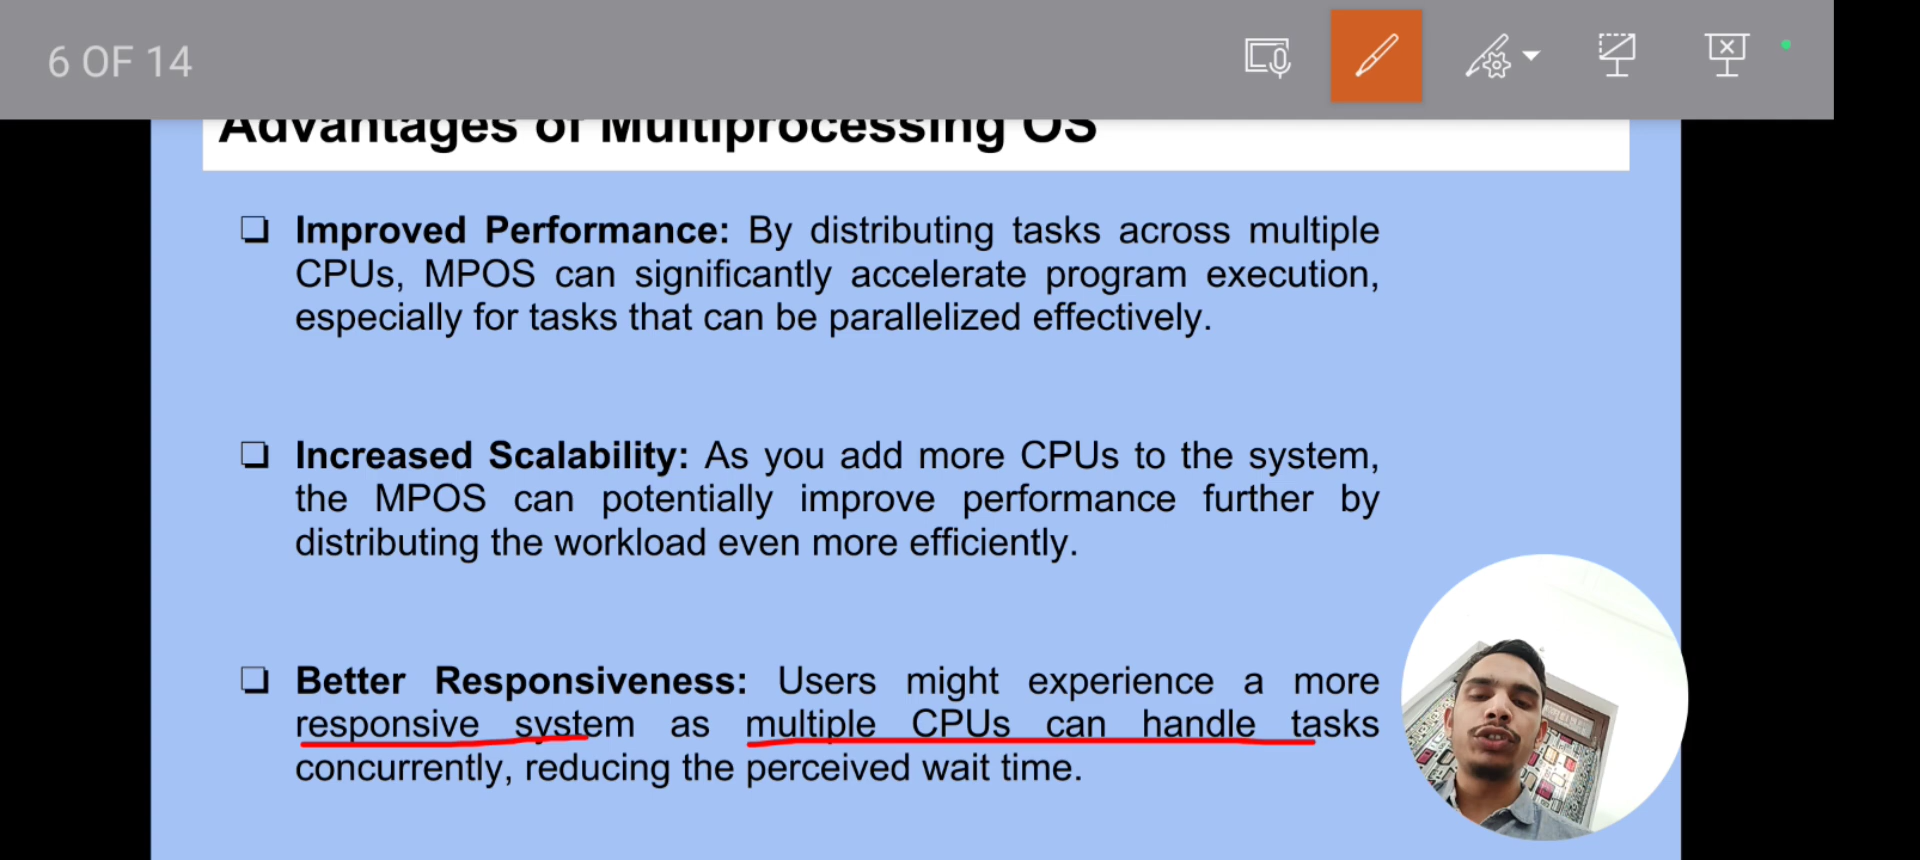 6 OF 14
Advantages of Multiprocessing OS
❑ Improved Performance: By distributing tasks across multiple
CPUs, MPOS can significantly accelerate program execution,
especially for tasks that can be parallelized effectively.
❑ Increased Scalability: As you add more CPUs to the system,
the MPOS can potentially improve performance further by
distributing the workload even more efficiently.
❑ Better Responsiveness: Users might experience a more
responsive system as multiple CPUs can handle tasks
concurrently, reducing the perceived wait time.